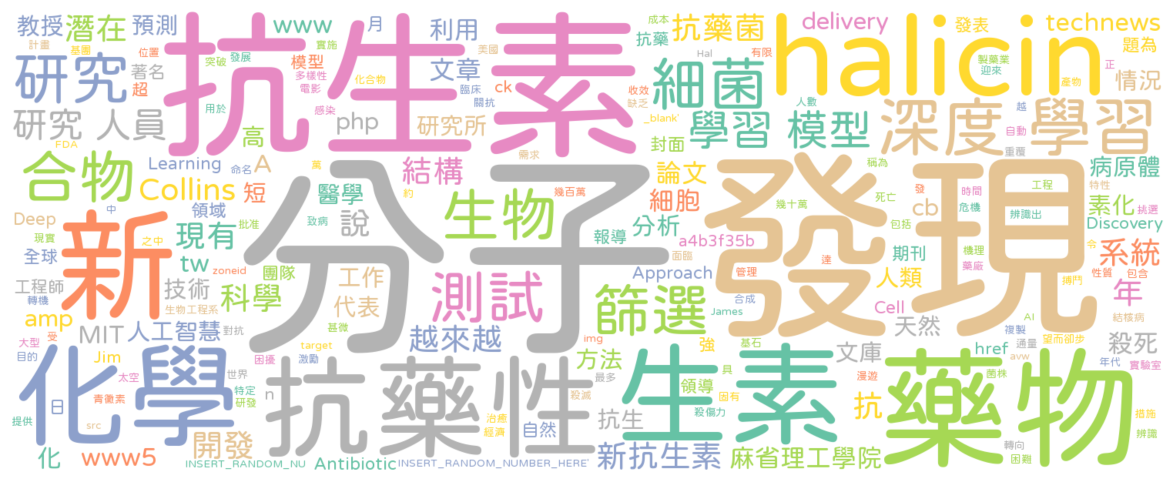 抗生素
halicin
分子
發現
新
化學
抗藥性
生素
藥物
研究
合物
細菌
深度 學習
學習 模型
生物
測試
篩選
教授
潛在
預測
www
月
利用
抗藥菌
delivery
發表
technews
題為
計畫
基團
位置
實施
成本
美國
Hal
有限
製藥業
正
突破
發展
模型
多樣性
電影
文章
抗藥
化合物
臨床
ck
收效
迎來
產物
情況
著名
超
研究 人員
用於
感染
高
php
關抗
研究所
缺乏
_blank'
封面
人數
越
自動
重覆
FDA
Learning
命名
A
萬
需求
結構
論文
幾百萬
稱為
發
時間
工程
病原體
特性
Collins
短
醫學
約
細胞
幾十萬
死亡
危機
辨識出
素化
挑選
Deep
中
批准
致病
說
報導
分析
cb
包括
Discovery
領域
現有
現實
之中
面臨
a4b3f35b
期刊
機理
令
全球
tw
zoneid
團隊
工作
Approach
管理
達
人類
藥廠
性質
包含
系統
工程師
轉機
技術
科學
代表
合成
Cell
捕鬥
年
生物工程系
amp
MIT
人工智慧
對抗
甚微
越來越
方法
強
James
天然
AI
結核病
大型
受
困擾
target
img
基石
複製
望而卻步
目的
Jim
激勵
文庫
通量
href
殺死
太空
世界
最多
具
avw
年代
實驗室
青黴素
特定
殺滅
領導
固有
漫遊
抗
菌株
日
研發
n
治癒
抗生
殺傷力
提供
src
經濟
自然
措施
開發
轉向
辨識
化
www5
INSERT_RANDOM_NU
Antibiotic
INSERT_RANDOM_NUMBER_HERE'
新抗生素
麻省理工學院
困難